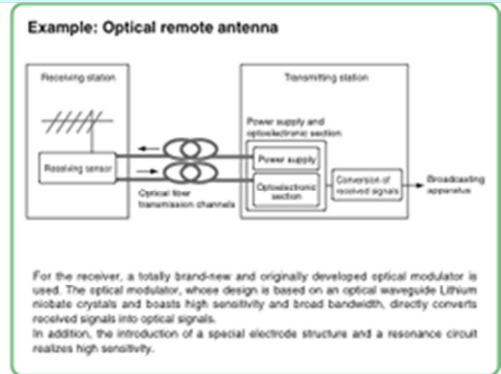 Example: Optical remote antenna
Receiving station
Transmitting station
Power supply and
optoelectronic section
Power supply
Receiving sensor
Optoelectronic
section
Conversion of
received signals
Broadcasting
apparatus
Optical fiber
transmission channels
For the receiver, a totally brand-new and originally developed optical modulator is
used. The optical modulator, whose design is based on an optical waveguide Lithium
niobate crystals and boasts high sensitivity and broad bandwidth, directly converts
received signals into optical signals.
In addition, the introduction of a special electrode structure and a resonance circuit
realizes high sensitivity.